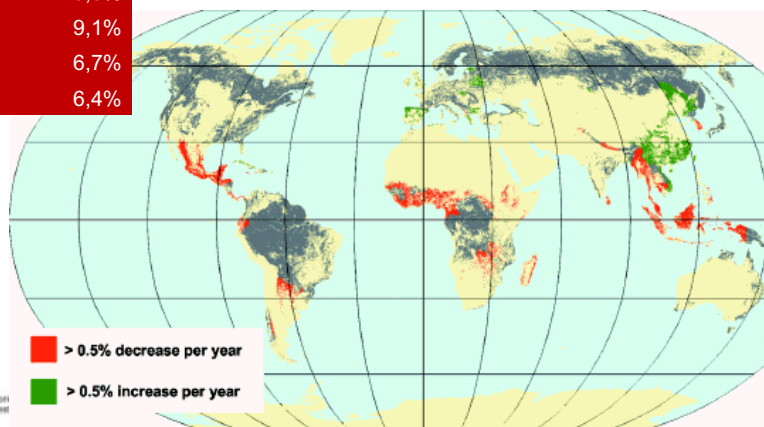 9,1%
6,7%
6,4%
> 0.5% decrease per year
> 0.5% increase per year